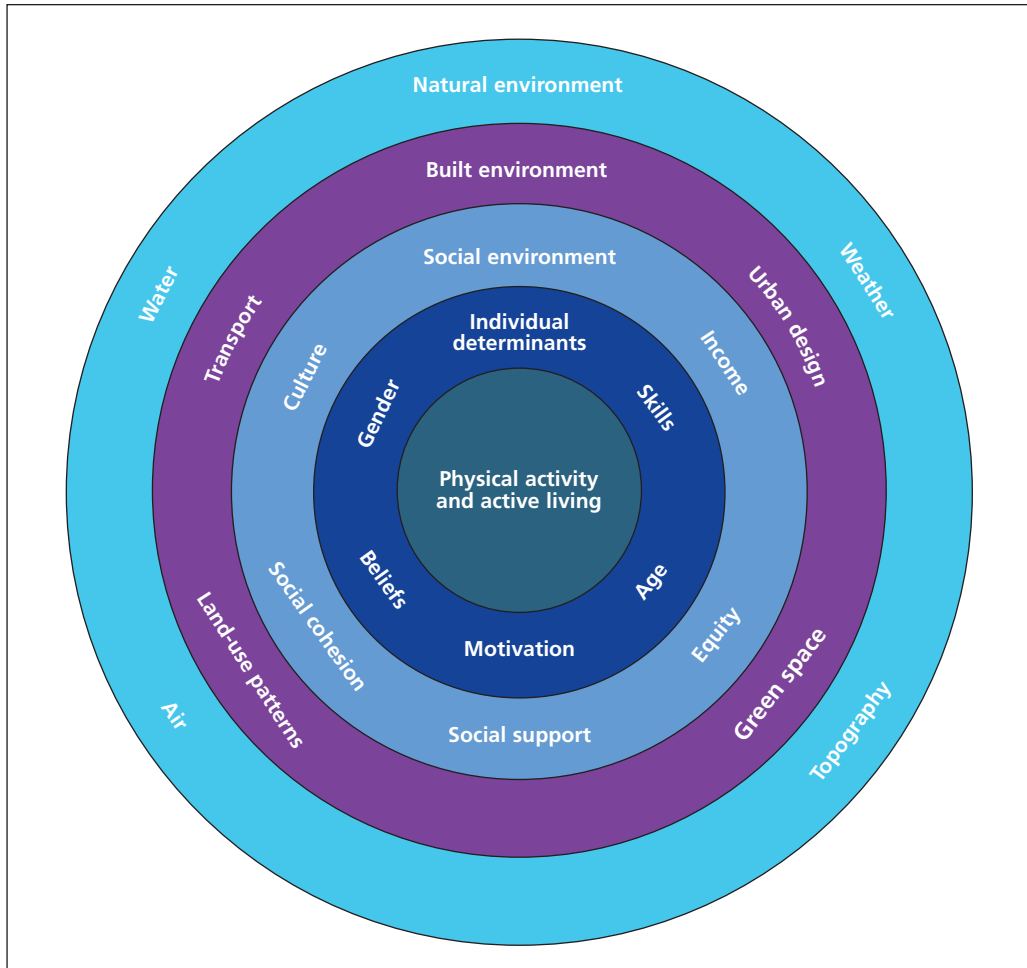 Natural environment
Built environment
Social environment
Individual
determinants
Physical activity
and active living
Water
Weather
Air
Topography
Transport
Urban design
Land-use patterns
Green space
Culture
Income
Social cohesion
Equity
Social support
Gender
Skills
Beliefs
Age
Motivation